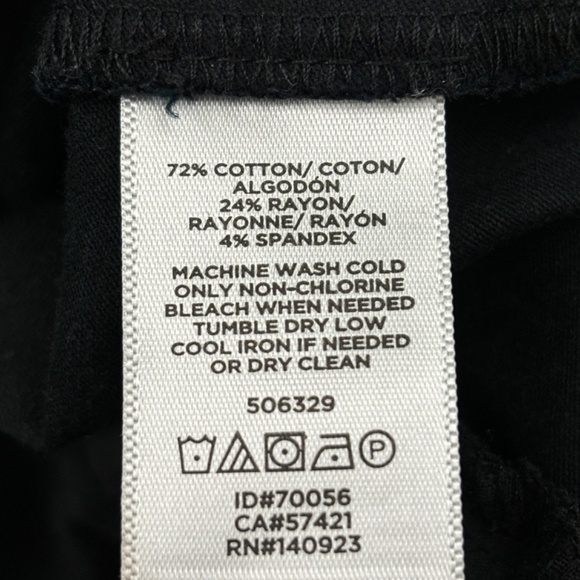 72% COTTON/ COTON/
ALGODÓN
24% RAYON/
RAYONNE/ RAYÓN
4% SPANDEX
MACHINE WASH COLD
ONLY NON-CHLORINE
BLEACH WHEN NEEDED
TUMBLE DRY LOW
COOL IRON IF NEEDED
OR DRY CLEAN
506329
P
ID#70056
CA#57421
RN#140923